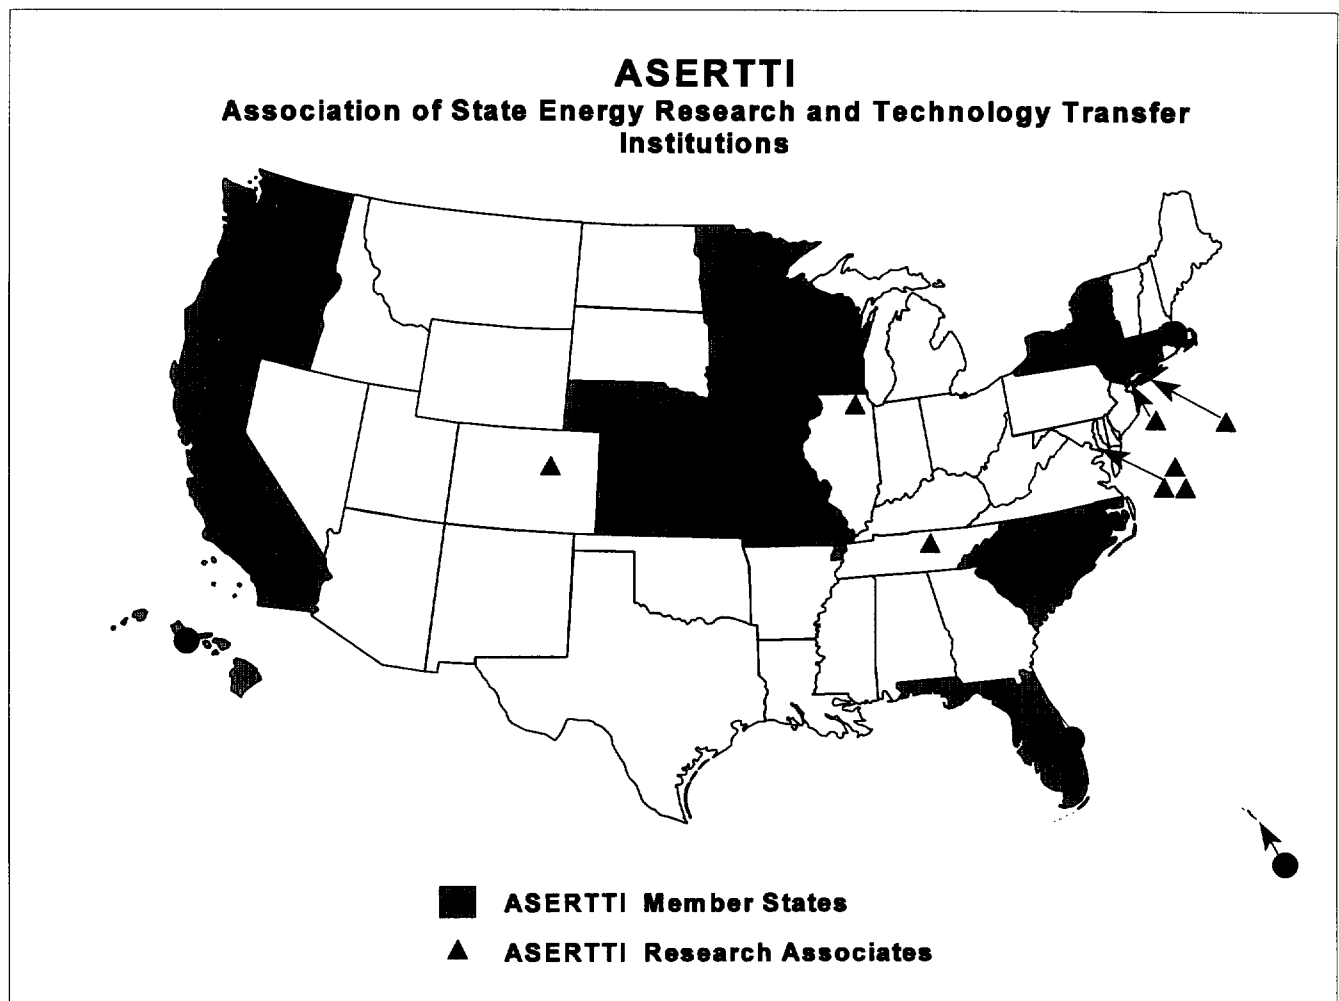 ASERTTI
Association of State Energy Research and Technology Transfer
Institutions
ASERTTI Member States
ASERTTI Research Associates